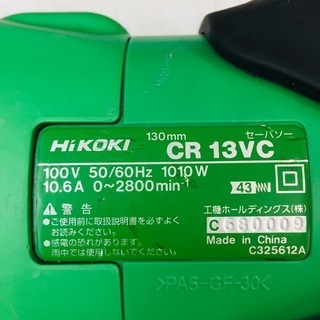 HiKOKI
130mm
セーバソー
CR 13VC
100V 50/60Hz 1010W
10.6A 0~2800min⁻¹
43
⚠警告
●ご使用前に取扱説明書を必ずよく
お読みください。
●感電の恐れがあります。
雨中では使用しないでください。
工機ホールディングス(株)
C 680009
Made in China
C325612A
>PA6-GF-30<